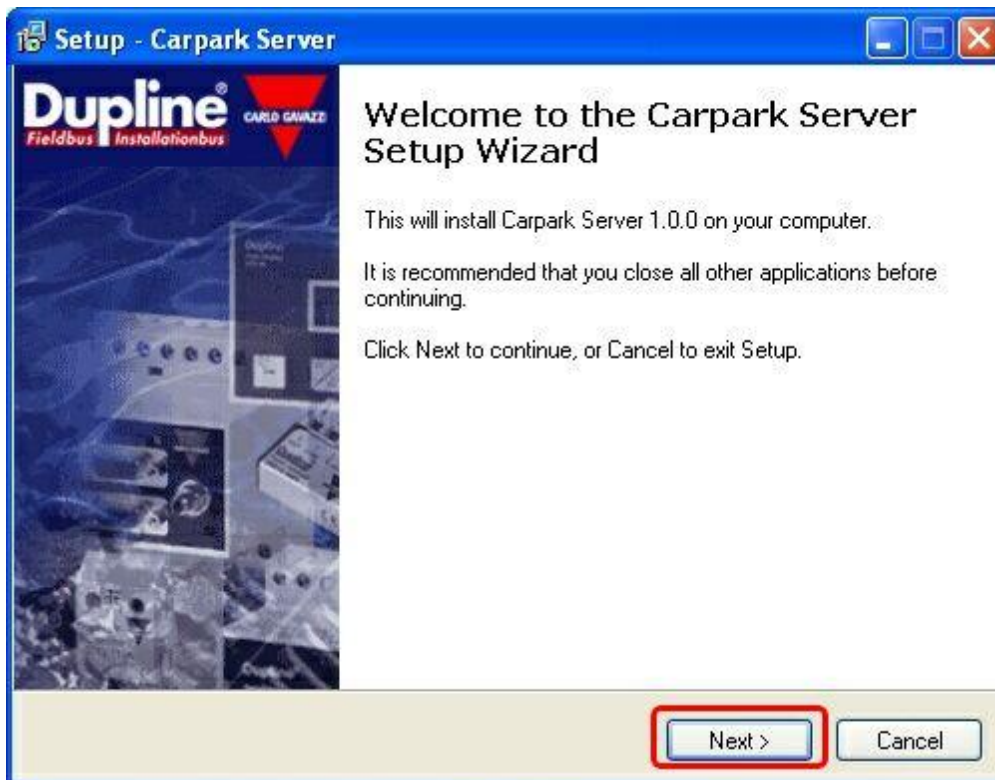 Setup - Carpark Server
Dupline®
CARLO GAVAZZI
Fieldbus Installationbus
Welcome to the Carpark Server
Setup Wizard
This will install Carpark Server 1.0.0 on your computer.
It is recommended that you close all other applications before
continuing.
Click Next to continue, or Cancel to exit Setup.
Next >
Cancel